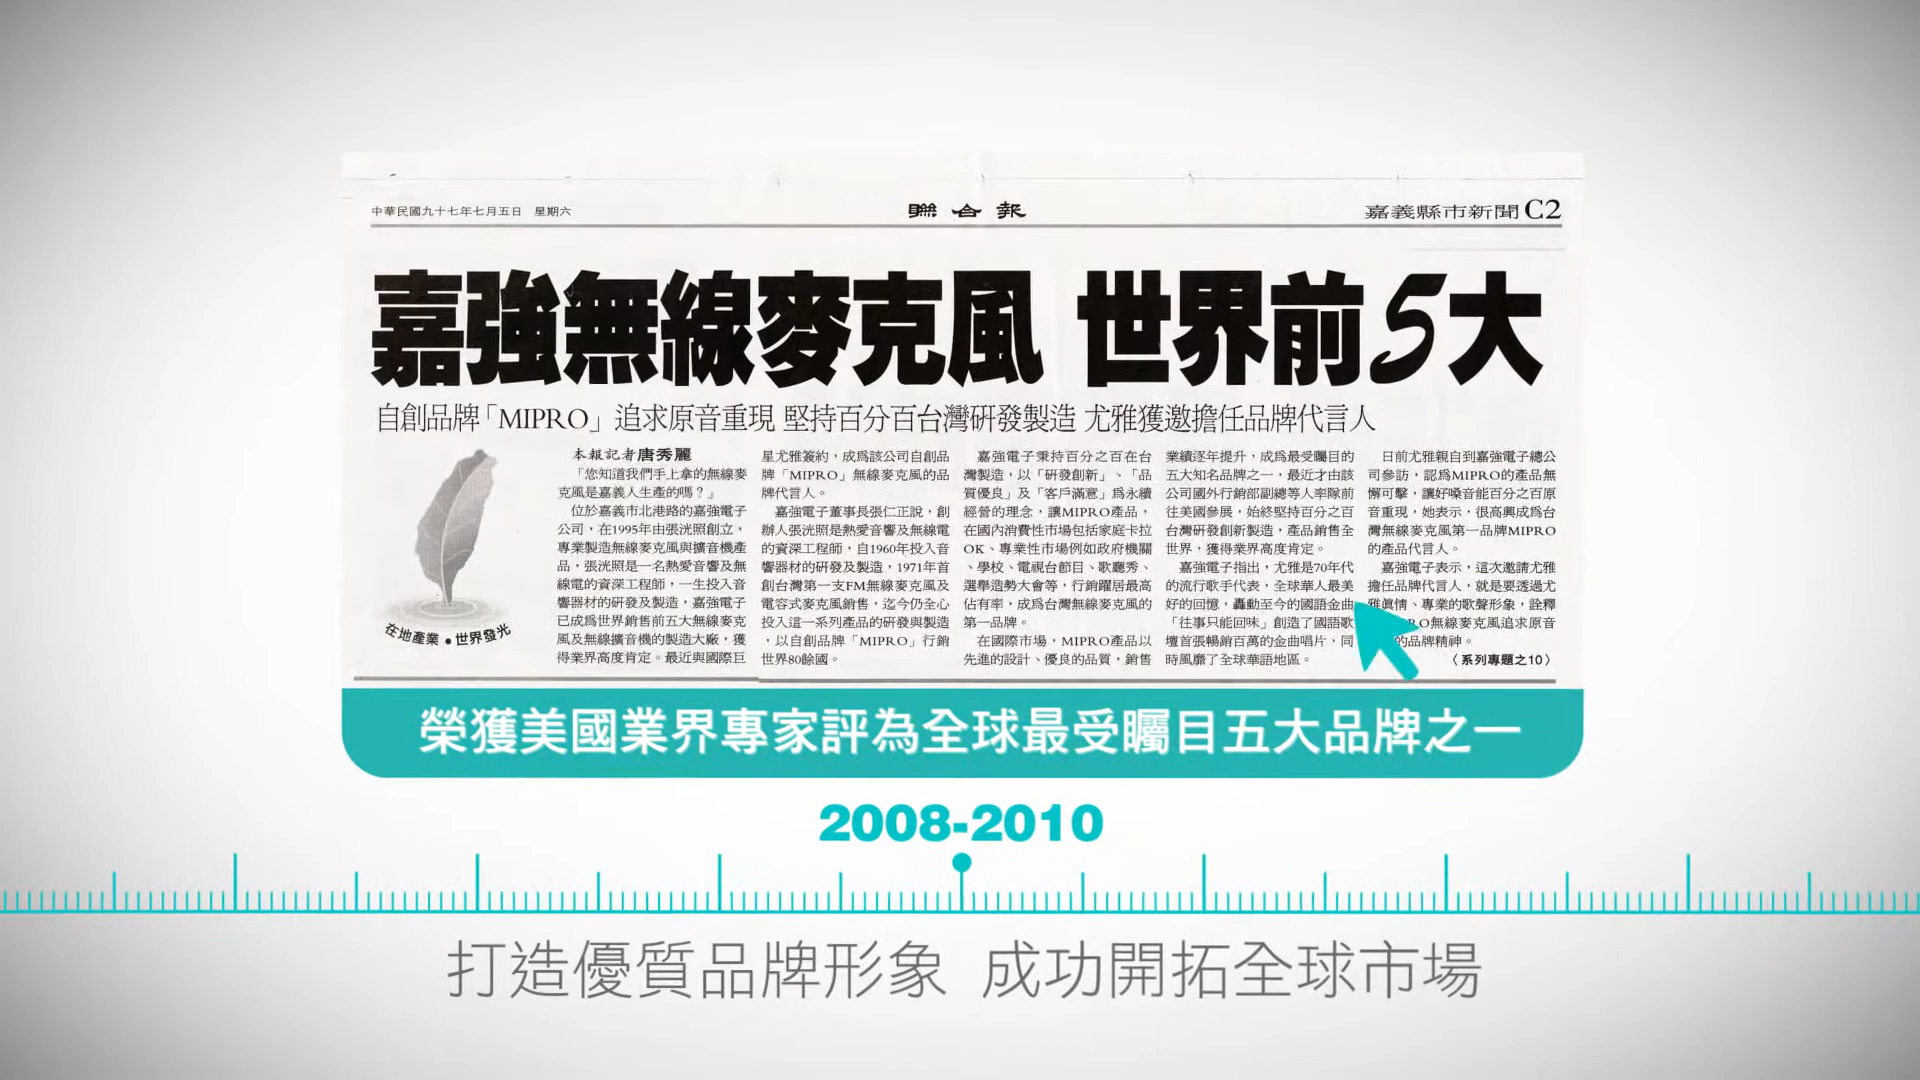 中華民國九十七年七月五日 星期六
聯合報
嘉義縣市新聞 C2
嘉強無線麥克風 世界前5大
自創品牌「MIPRO」追求原音重現 堅持百分百台灣研發製造 尤雅獲邀擔任品牌代言人
在地產業●世界發光
本報記者唐秀麗
「您知道我們手上拿的無線麥
克風是嘉義人生產的嗎？」
位於嘉義市北港路的嘉強電子
公司，在1995年由張洸照創立，
專業製造無線麥克風與擴音機產
品，張洸照是一名熱愛音響及無
線電的資深工程師，一生投入音
響器材的研發及製造，嘉強電子
已成為世界銷售前五大無線麥克
風及無線擴音機的製造大廠，獲
得業界高度肯定。最近與國際巨
星尤雅簽約，成為該公司自創品
牌「MIPRO」無線麥克風的品
牌代言人。
嘉強電子董事長張仁正說，創
辦人張洸照是熱愛音響及無線電
的資深工程師，自1960年投入音
響器材的研發及製造，1971年首
創台灣第一支FM無線麥克風及
電容式麥克風銷售，迄今仍全心
投入這一系列產品的研發與製造
，以自創品牌「MIPRO」行銷
世界80餘國。
嘉強電子秉持百分之百在台
灣製造，以「研發創新」、「品
質優良」及「客戶滿意」為永續
經營的理念，讓MIPRO產品，
在國內消費性市場包括家庭卡拉
OK、專業性市場例如政府機關
、學校、電視台節目、歌廳秀、
選舉造勢大會等，行銷躍居最高
佔有率，成為台灣無線麥克風的
第一品牌。
在國際市場，MIPRO產品以
先進的設計、優良的品質，銷售
業績逐年提升，成為最受矚目的
五大知名品牌之一，最近才由該
公司國外行銷部副總等人率隊前
往美國參展，始終堅持百分之百
台灣研發創新製造，產品銷售全
世界，獲得業界高度肯定。
嘉強電子指出，尤雅是70年代
的流行歌手代表，全球華人最美
好的回憶，轟動至今的國語金曲
「往事只能回味」創造了國語歌
壇首張暢銷百萬的金曲唱片，同
時風靡了全球華語地區。
日前尤雅親自到嘉強電子總公
司參訪，認為MIPRO的產品無
懈可擊，讓好嗓音能百分之百原
音重現，她表示，很高興成為台
灣無線麥克風第一品牌MIPRO
的產品代言人。
嘉強電子表示，這次邀請尤雅
擔任品牌代言人，就是要透過尤
雅真情、專業的歌聲形象，詮釋
RO無線麥克風追求原音
的品牌精神。
〈系列專題之10〉
榮獲美國業界專家評為全球最受矚目五大品牌之一
2008-2010
打造優質品牌形象 成功開拓全球市場